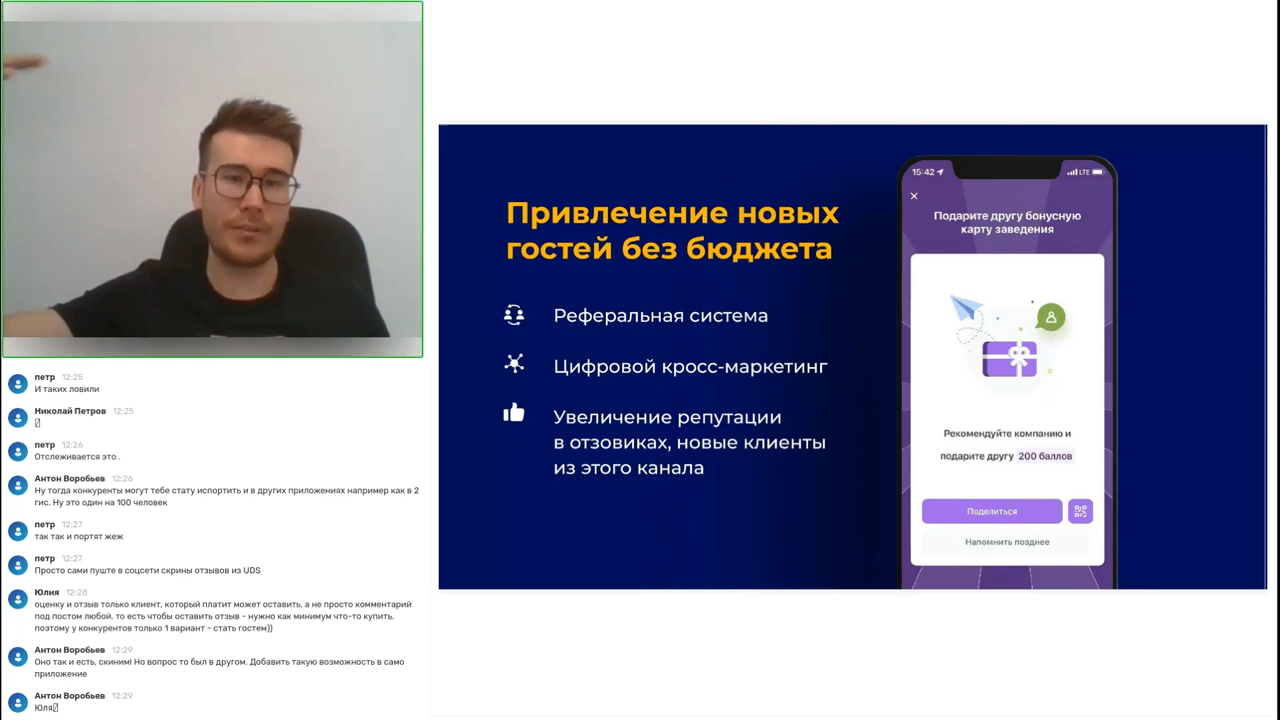 петр 12:25
И таких ловили
Николай Петров 12:25
петр 12:26
Отслеживается это .
Антон Воробьев 12:26
Ну тогда конкуренты могут тебе стату испортить и в других приложениях например как в 2
гис. Ну это один на 100 человек
петр 12:27
так так и портят жеж
петр 12:27
Просто сами пуште в соцсети скрины отзывов из UDS
Юлия 12:28
оценку и отзыв только клиент, который платит может оставить, а не просто комментарий
под постом любой. то есть чтобы оставить отзыв - нужно как минимум что-то купить.
поэтому у конкурентов только 1 вариант - стать гостем))
Антон Воробьев 12:29
Оно так и есть, скиним! Но вопрос то был в другом. Добавить такую возможность в само
приложение
Антон Воробьев 12:29
Юля
Привлечение новых
гостей без бюджета
Реферальная система
Цифровой кросс-маркетинг
Увеличение репутации
в отзовиках, новые клиенты
из этого канала
15:42
LTE
Подарите другу бонусную
карту заведения
Рекомендуйте компанию и
подарите другу 200 баллов
Поделиться
Напомнить позднее